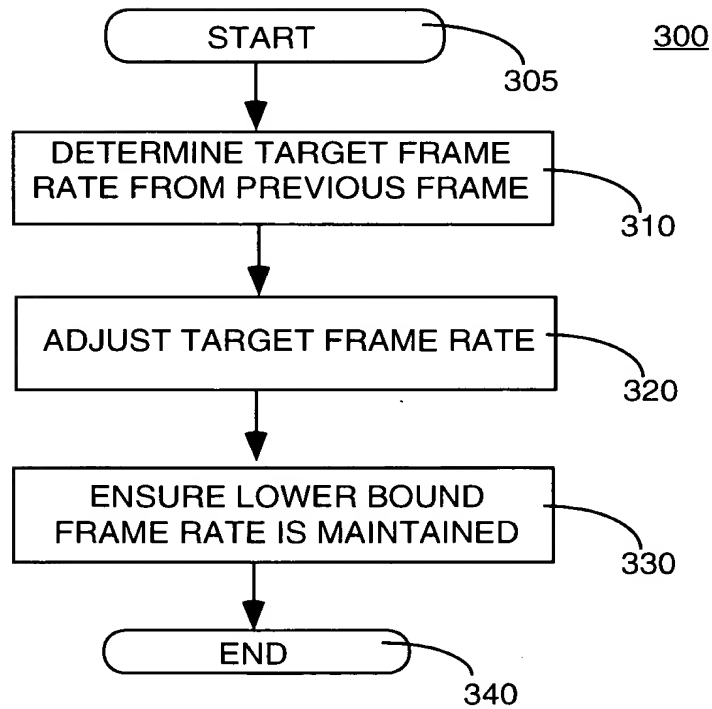 START
300
305
DETERMINE TARGET FRAME
RATE FROM PREVIOUS FRAME
310
ADJUST TARGET FRAME RATE
320
ENSURE LOWER BOUND
FRAME RATE IS MAINTAINED
330
END
340